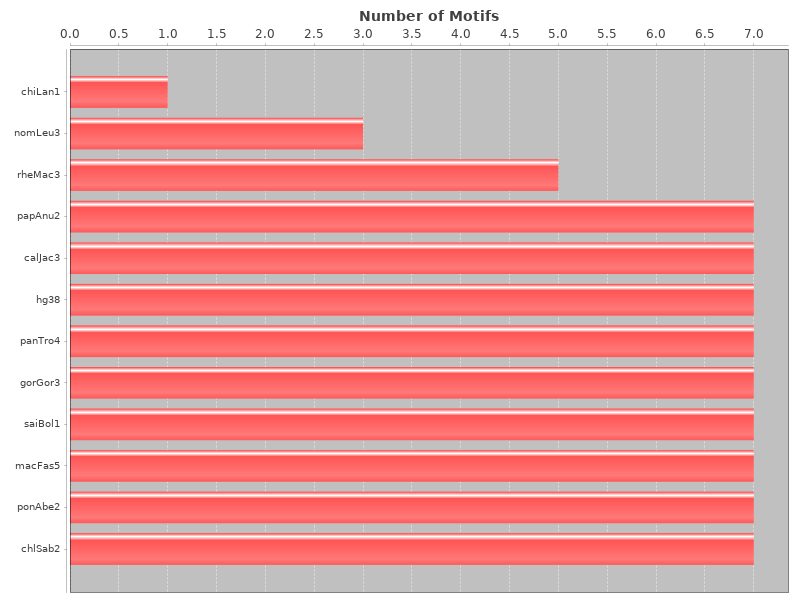 Number of Motifs
0.0 0.5 1.0 1.5 2.0 2.5 3.0 3.5 4.0 4.5 5.0 5.5 6.0 6.5 7.0
chiLan1
nomLeu3
rheMac3
papAnu2
calJac3
hg38
panTro4
gorGor3
saiBol1
macFas5
ponAbe2
chlSab2